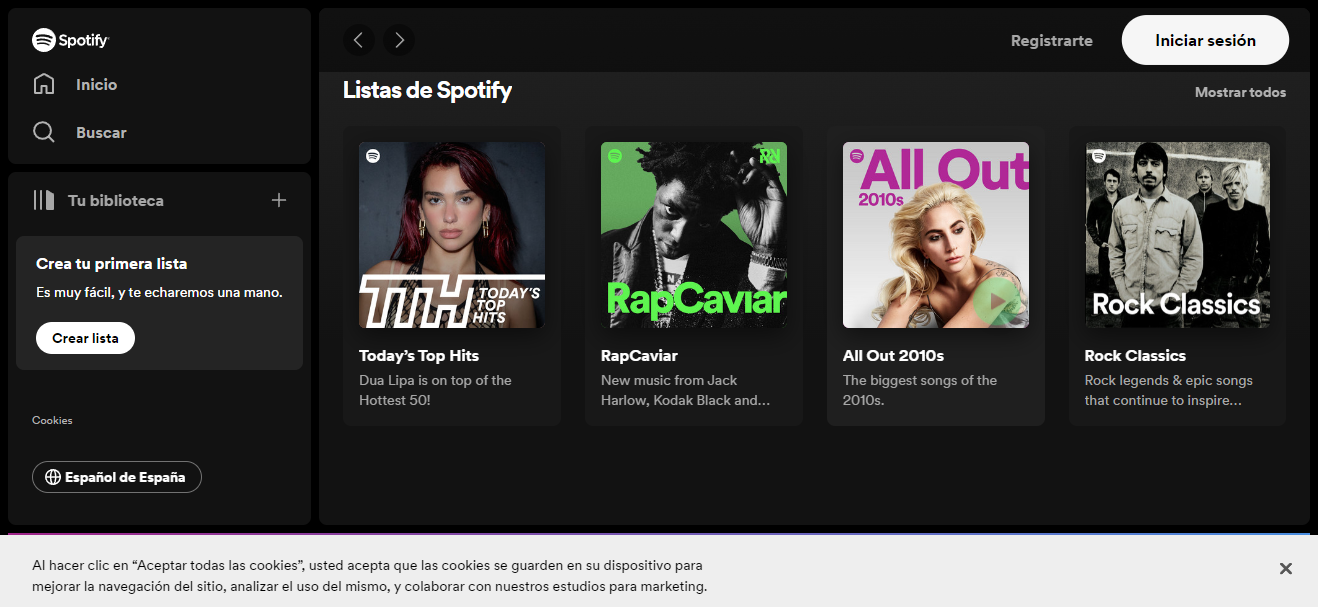 Spotify
Inicio
Buscar
Tu biblioteca
Crea tu primera lista
Es muy fácil, y te echaremos una mano.
Crear lista
Cookies
Español de España
Registrarte
Iniciar sesión
Listas de Spotify
Mostrar todos
TTH TODAY'S
TOP
HITS
Today's Top Hits
Dua Lipa is on top of the
Hottest 50!
RapCaviar
RapCaviar
New music from Jack
Harlow, Kodak Black and...
All Out
2010s
All Out 2010s
The biggest songs of the
2010s.
Rock Classics
Rock Classics
Rock legends & epic songs
that continue to inspire...
Al hacer clic en “Aceptar todas las cookies”, usted acepta que las cookies se guarden en su dispositivo para
mejorar la navegación del sitio, analizar el uso del mismo, y colaborar con nuestros estudios para marketing.